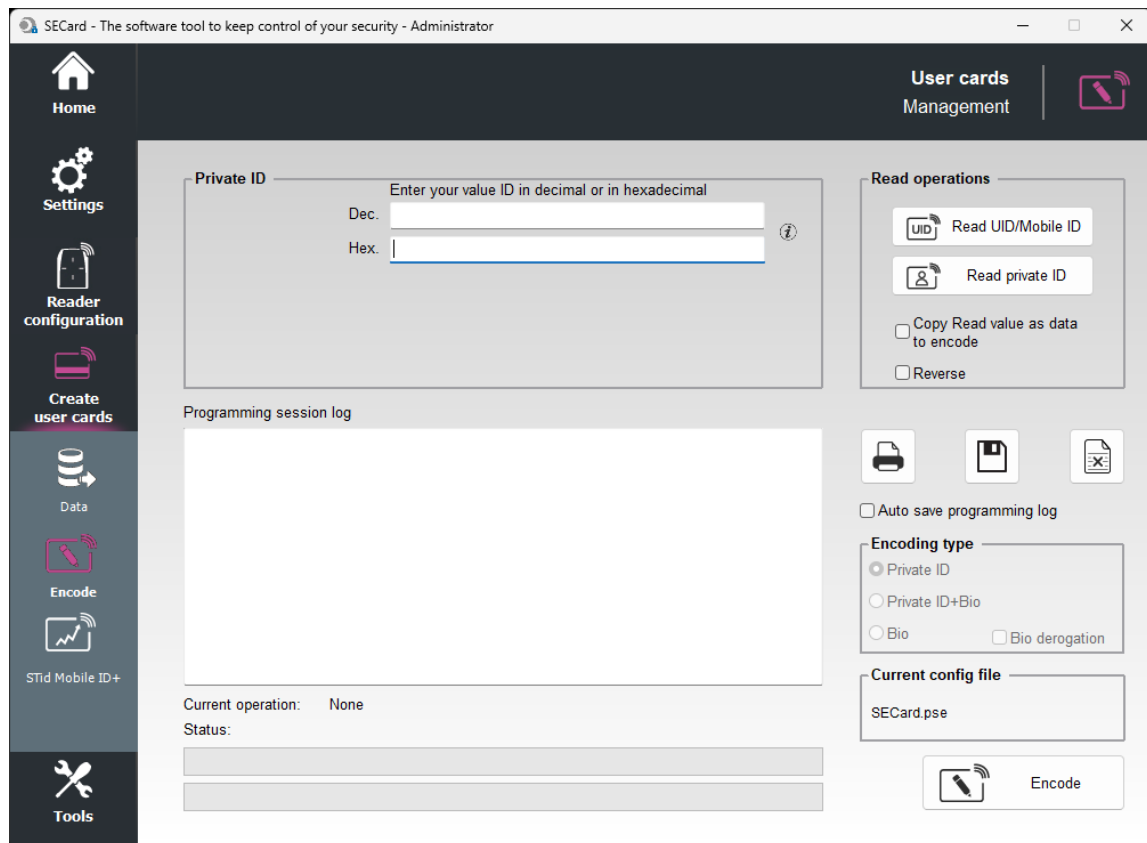 SECard - The software tool to keep control of your security - Administrator
Home
User cards
Management
Settings
Reader
configuration
Create
user cards
Data
Encode
STid Mobile ID+
Tools
Private ID
Enter your value ID in decimal or in hexadecimal
Dec.
Hex.
Read operations
UID Read UID/Mobile ID
Read private ID
Copy Read value as data
to encode
Reverse
Programming session log
Auto save programming log
Encoding type
Private ID
Private ID+Bio
Bio
Bio derogation
Current config file
SECard.pse
Current operation: None
Status:
Encode